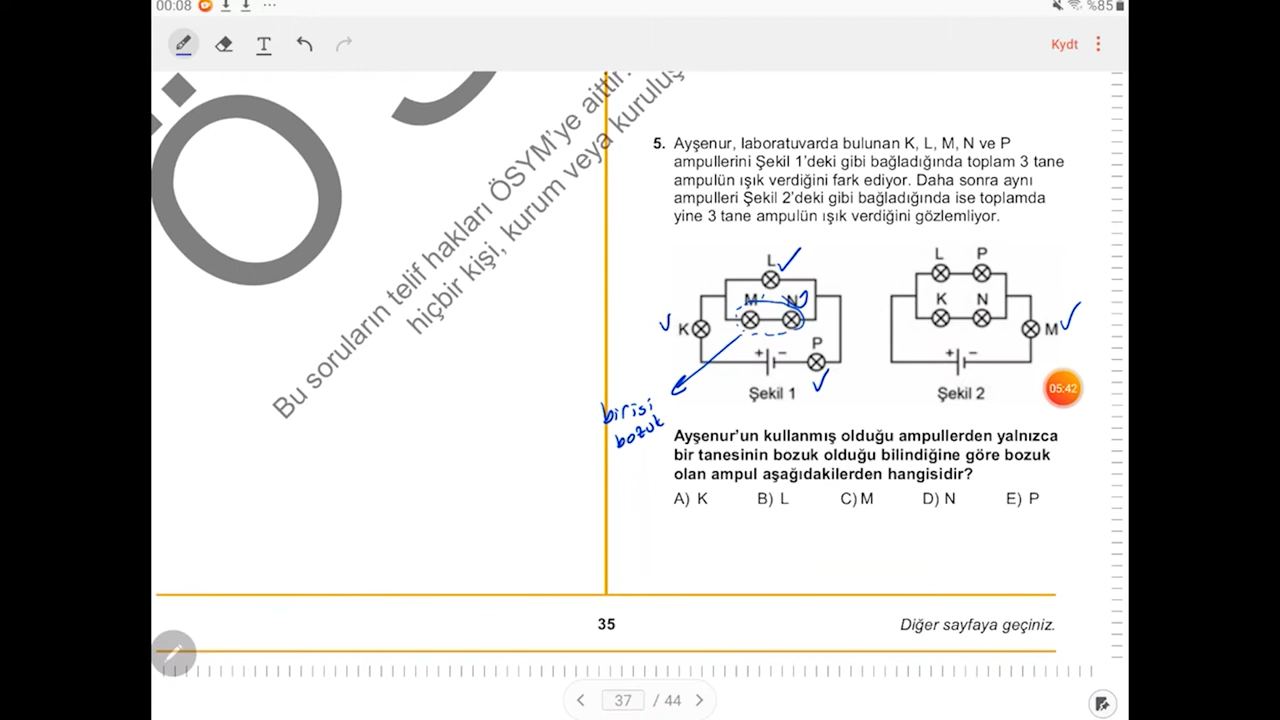 00:08
%85
T
Kydt
Bu soruların telif hakları ÖSYM'ye aittir.
hiçbir kişi, kurum veya kuruluş
5. Ayşenur, laboratuvarda bulunan K, L, M, N ve P
ampullerini Şekil 1'deki gibi bağladığında toplam 3 tane
ampulün ışık verdiğini fark ediyor. Daha sonra aynı
ampulleri Şekil 2'deki gibi bağladığında ise toplamda
yine 3 tane ampulün ışık verdiğini gözlemliyor.
L
M N
K
P
+ −
Şekil 1
L P
K N
M
+ −
Şekil 2
05:42
birisi
bozuk
Ayşenur'un kullanmış olduğu ampullerden yalnızca
bir tanesinin bozuk olduğu bilindiğine göre bozuk
olan ampul aşağıdakilerden hangisidir?
A) K B) L C) M D) N E) P
35
Diğer sayfaya geçiniz.
37 / 44